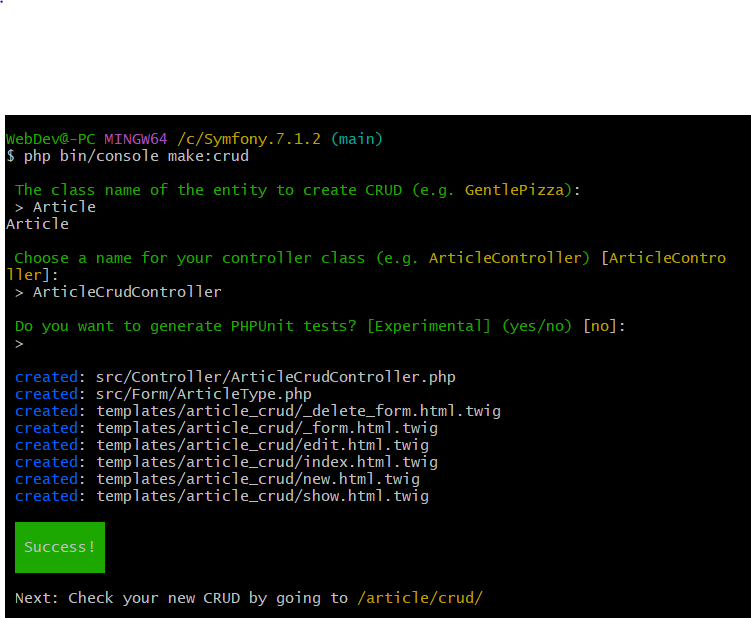 WebDev@-PC MINGW64 /c/Symfony.7.1.2 (main)
$ php bin/console make:crud
The class name of the entity to create CRUD (e.g. GentlePizza):
> Article
Article
Choose a name for your controller class (e.g. ArticleController) [ArticleContro
ller]:
> ArticleCrudController
Do you want to generate PHPUnit tests? [Experimental] (yes/no) [no]:
>
created: src/Controller/ArticleCrudController.php
created: src/Form/ArticleType.php
created: templates/article_crud/_delete_form.html.twig
created: templates/article_crud/_form.html.twig
created: templates/article_crud/edit.html.twig
created: templates/article_crud/index.html.twig
created: templates/article_crud/new.html.twig
created: templates/article_crud/show.html.twig
Success!
Next: Check your new CRUD by going to /article/crud/